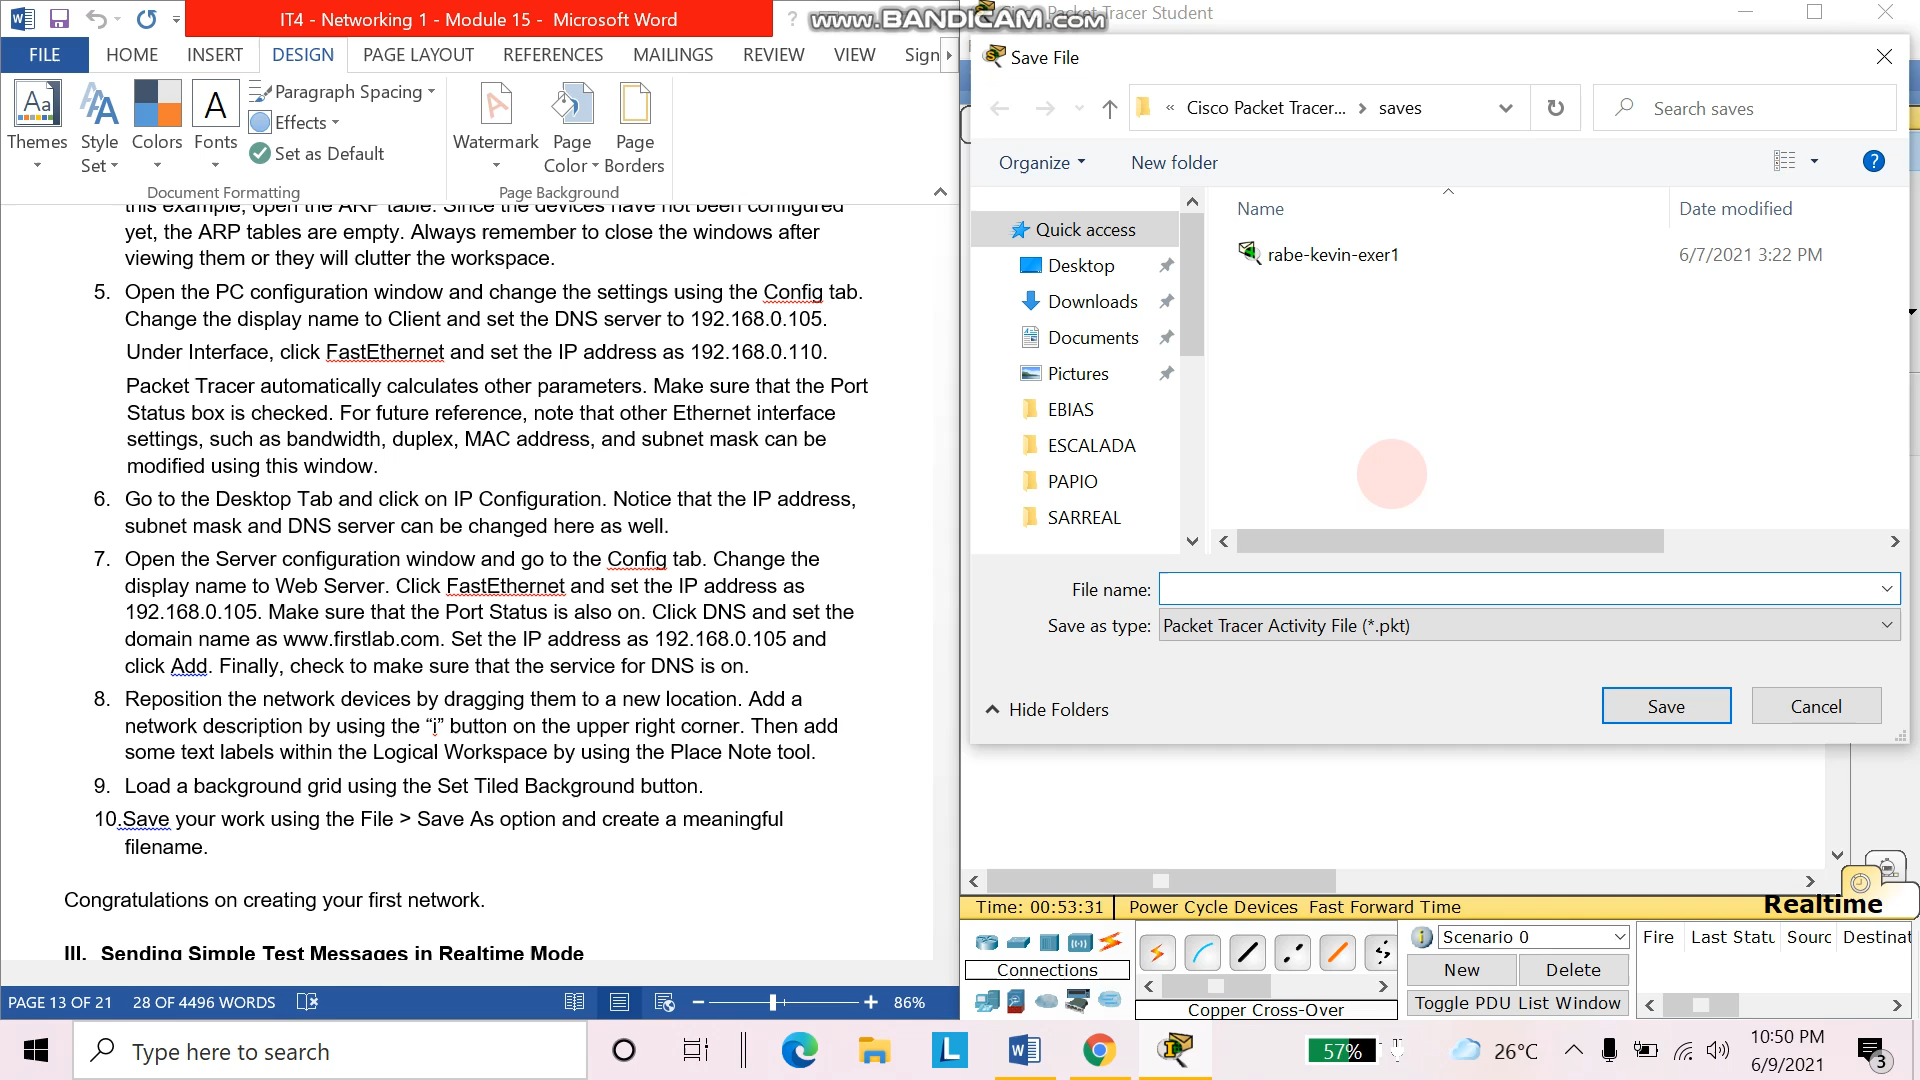 IT4 - Networking 1 - Module 15 - Microsoft Word
?
www.BANDICAM.com
Packet Tracer Student
FILE
HOME
INSERT
DESIGN
PAGE LAYOUT
REFERENCES
MAILINGS
REVIEW
VIEW
Sign
Aa
A
Themes
Style
Set
Colors
Fonts
Paragraph Spacing
Effects
Set as Default
Watermark
Page
Color
Page
Borders
Document Formatting
Page Background
this example, open the ARP table. Since the devices have not been configured
yet, the ARP tables are empty. Always remember to close the windows after
viewing them or they will clutter the workspace.
5. Open the PC configuration window and change the settings using the Config tab.
Change the display name to Client and set the DNS server to 192.168.0.105.
Under Interface, click FastEthernet and set the IP address as 192.168.0.110.
Packet Tracer automatically calculates other parameters. Make sure that the Port
Status box is checked. For future reference, note that other Ethernet interface
settings, such as bandwidth, duplex, MAC address, and subnet mask can be
modified using this window.
6. Go to the Desktop Tab and click on IP Configuration. Notice that the IP address,
subnet mask and DNS server can be changed here as well.
7. Open the Server configuration window and go to the Config tab. Change the
display name to Web Server. Click FastEthernet and set the IP address as
192.168.0.105. Make sure that the Port Status is also on. Click DNS and set the
domain name as www.firstlab.com. Set the IP address as 192.168.0.105 and
click Add. Finally, check to make sure that the service for DNS is on.
8. Reposition the network devices by dragging them to a new location. Add a
network description by using the “i” button on the upper right corner. Then add
some text labels within the Logical Workspace by using the Place Note tool.
9. Load a background grid using the Set Tiled Background button.
10.Save your work using the File > Save As option and create a meaningful
filename.
Congratulations on creating your first network.
III. Sending Simple Test Messages in Realtime Mode
PAGE 13 OF 21
28 OF 4496 WORDS
86%
Save File
« Cisco Packet Tracer... > saves
Search saves
Organize
New folder
?
Name
Date modified
Quick access
Desktop
Downloads
Documents
Pictures
EBIAS
ESCALADA
PAPIO
SARREAL
rabe-kevin-exer1
6/7/2021 3:22 PM
File name:
Save as type:
Packet Tracer Activity File (*.pkt)
Hide Folders
Save
Cancel
Time: 00:53:31
Power Cycle Devices Fast Forward Time
Realtime
Connections
Copper Cross-Over
Scenario 0
New
Delete
Toggle PDU List Window
Fire
Last Statu
Sourc
Destinat
Type here to search
L
57%
26°C
10:50 PM
6/9/2021
3